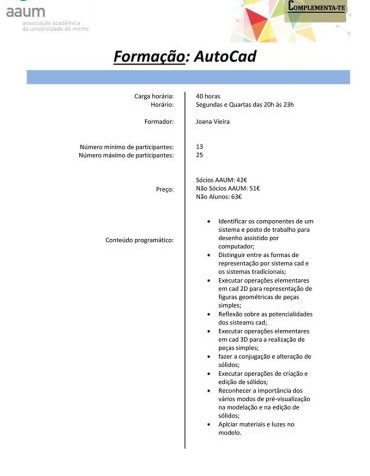 aaum
associação académica
da universidade do minho
COMPLEMENTA-TE
Formação: AutoCad
Carga horária: 40 horas
Horário: Segundas e Quartas das 20h às 23h
Formador: Joana Vieira
Número mínimo de participantes: 13
Número máximo de participantes: 25
Sócios AAUM: 42€
Preço: Não Sócios AAUM: 51€
Não Alunos: 63€
Conteúdo programático:
• Identificar os componentes de um
sistema e posto de trabalho para
desenho assistido por
computador;
• Distinguir entre as formas de
representação por sistema cad e
os sistemas tradicionais;
• Executar operações elementares
em cad 2D para representação de
figuras geométricas de peças
simples;
• Reflexão sobre as potencialidades
dos sisteams cad;
• Executar operações elementares
em cad 3D para a realização de
peças simples;
• fazer a conjugação e alteração de
sólidos;
• Executar operações de criação e
edição de sólidos;
• Reconhecer a importância dos
vários modos de pré-visualização
na modelação e na edição de
sólidos;
• Aplciar materiais e luzes no
modelo.